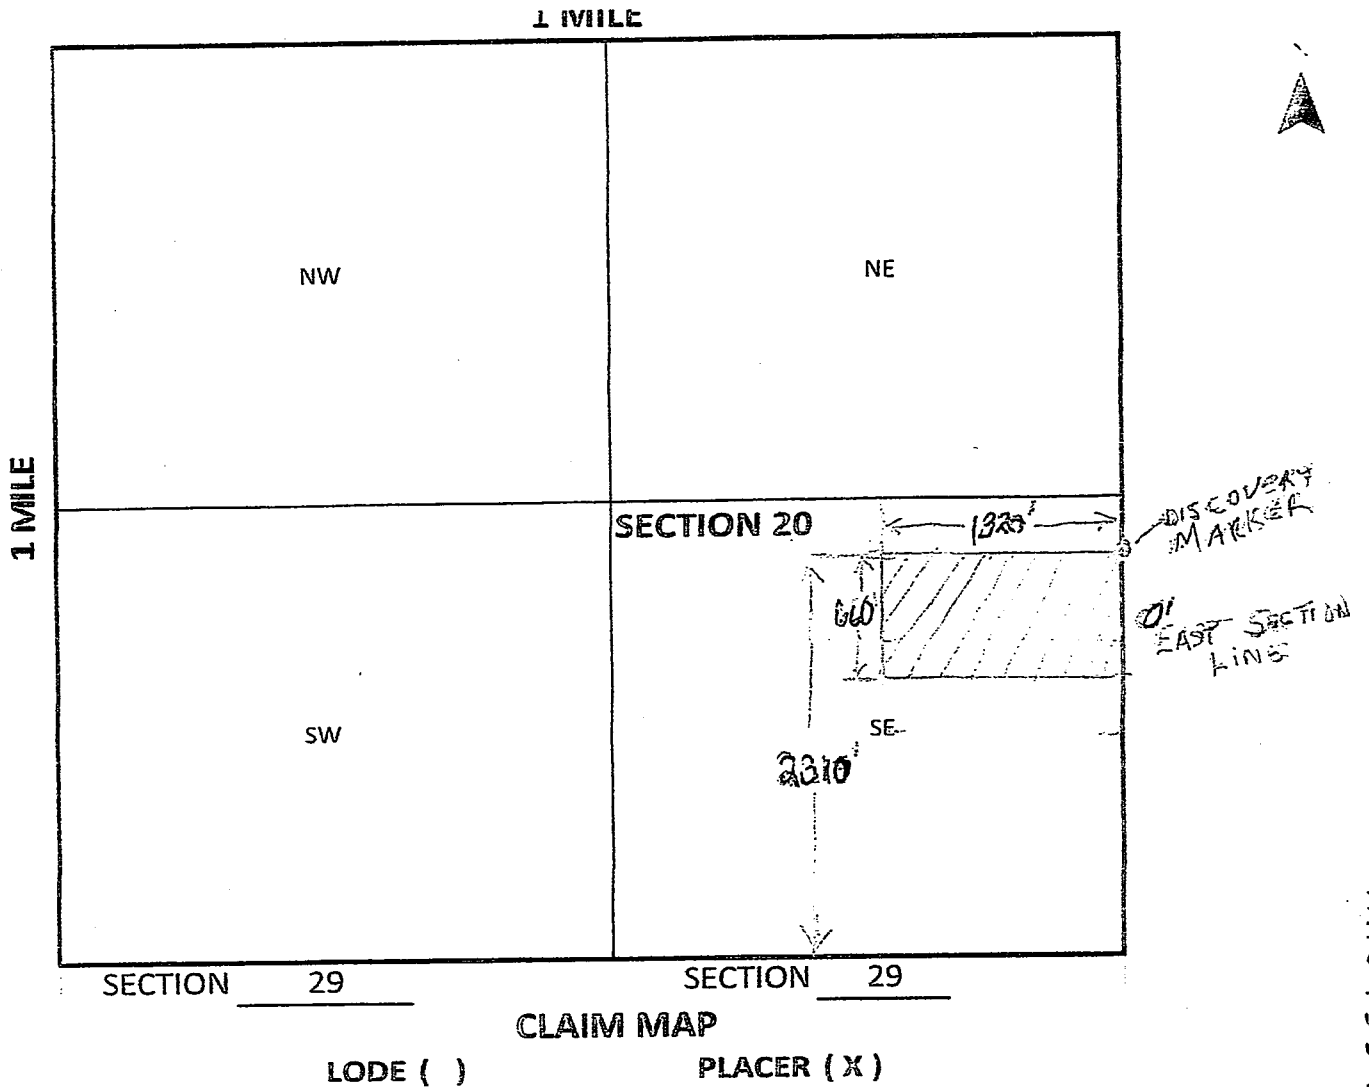 1 MILE
NW
NE
1 MILE
DISCOVERY
MARKER
SECTION 20
1320'
660'
0'
EAST SECTION
LINE
SW
SE
2310'
SECTION 29
SECTION 29
CLAIM MAP
LODE ( )
PLACER (X)